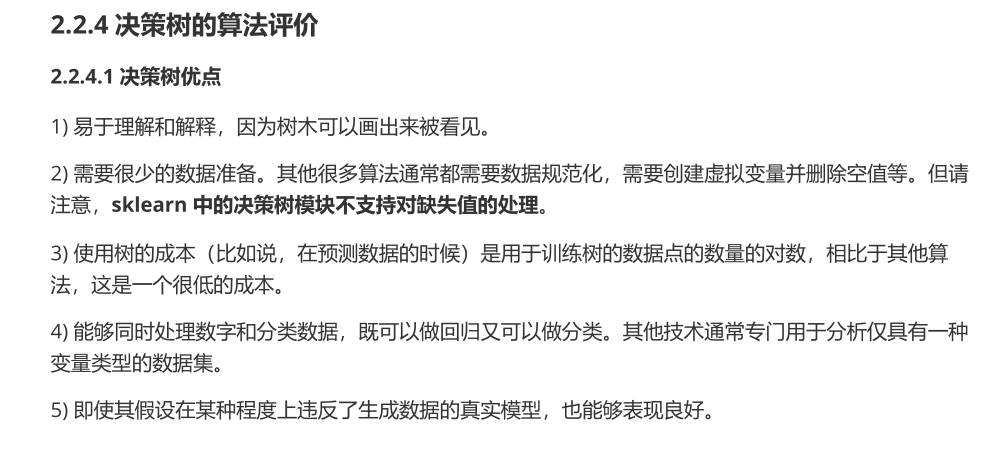 2.2.4 决策树的算法评价
2.2.4.1 决策树优点
1) 易于理解和解释，因为树木可以画出来被看见。
2) 需要很少的数据准备。其他很多算法通常都需要数据规范化，需要创建虚拟变量并删除空值等。但请
注意，sklearn 中的决策树模块不支持对缺失值的处理。
3) 使用树的成本（比如说，在预测数据的时候）是用于训练树的数据点的数量的对数，相比于其他算
法，这是一个很低的成本。
4) 能够同时处理数字和分类数据，既可以做回归又可以做分类。其他技术通常专门用于分析仅具有一种
变量类型的数据集。
5) 即使其假设在某种程度上违反了生成数据的真实模型，也能够表现良好。